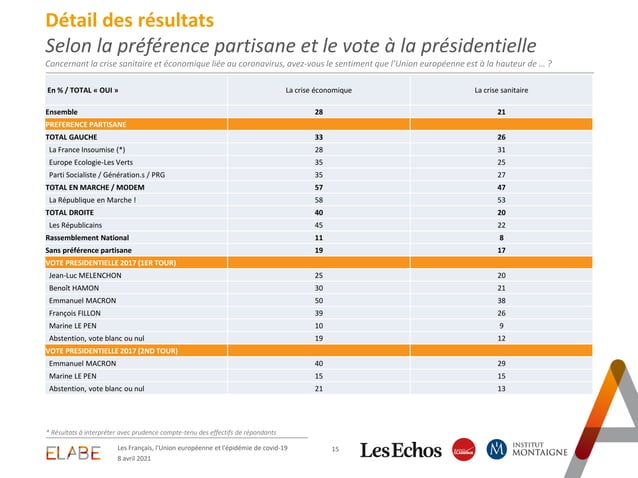 Détail des résultats
Selon la préférence partisane et le vote à la présidentielle
Concernant la crise sanitaire et économique liée au coronavirus, avez-vous le sentiment que l'Union européenne est à la hauteur de … ?
En % / TOTAL « OUI » La crise économique La crise sanitaire
Ensemble 28 21
PREFERENCE PARTISANE
TOTAL GAUCHE 33 26
La France Insoumise (*) 28 31
Europe Ecologie-Les Verts 35 25
Parti Socialiste / Génération.s / PRG 35 27
TOTAL EN MARCHE / MODEM 57 47
La République en Marche ! 58 53
TOTAL DROITE 40 20
Les Républicains 45 22
Rassemblement National 11 8
Sans préférence partisane 19 17
VOTE PRESIDENTIELLE 2017 (1ER TOUR)
Jean-Luc MELENCHON 25 20
Benoît HAMON 30 21
Emmanuel MACRON 50 38
François FILLON 39 26
Marine LE PEN 10 9
Abstention, vote blanc ou nul 19 12
VOTE PRESIDENTIELLE 2017 (2ND TOUR)
Emmanuel MACRON 40 29
Marine LE PEN 15 15
Abstention, vote blanc ou nul 21 13
* Résultats à interpréter avec prudence compte-tenu des effectifs de répondants
ELABE
Les Français, l'Union européenne et l'épidémie de covid-19
8 avril 2021
15
Les Echos
RADIO CLASSIQUE
M
INSTITUT
MONTAIGNE